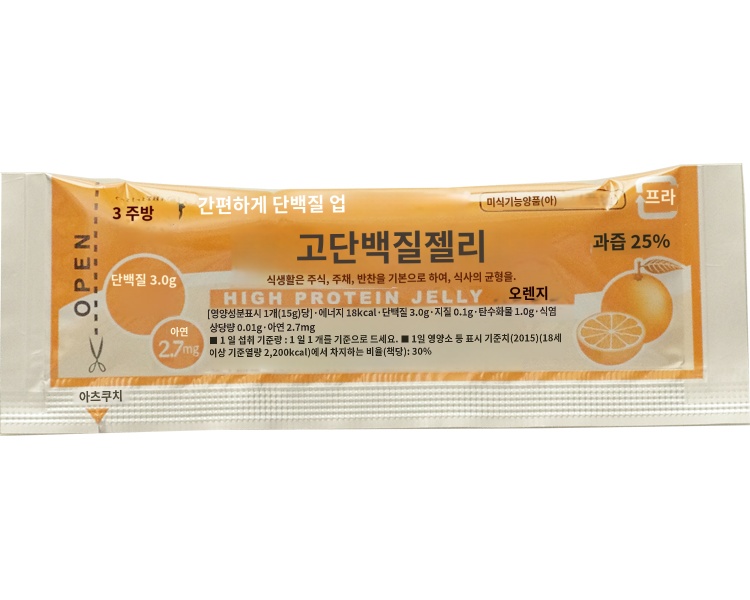 3 주방
간편하게 단백질 업
미식기능양품(아)
프라
OPEN
고단백질젤리
과즙 25%
단백질 3.0g
식생활은 주식, 주채, 반찬을 기본으로 하여, 식사의 균형을.
HIGH PROTEIN JELLY
오렌지
[영양성분표시 1개(15g)당]·에너지 18kcal·단백질 3.0g·지질 0.1g·탄수화물 1.0g·식염
상당량 0.01g·아연 2.7mg
■ 1 일 섭취 기준량 : 1 일 1 개를 기준으로 드세요. ■ 1일 영양소 등 표시 기준치(2015)(18세
이상 기준열량 2,200kcal)에서 차지하는 비율(책당): 30%
아연
2.7mg
아츠쿠치